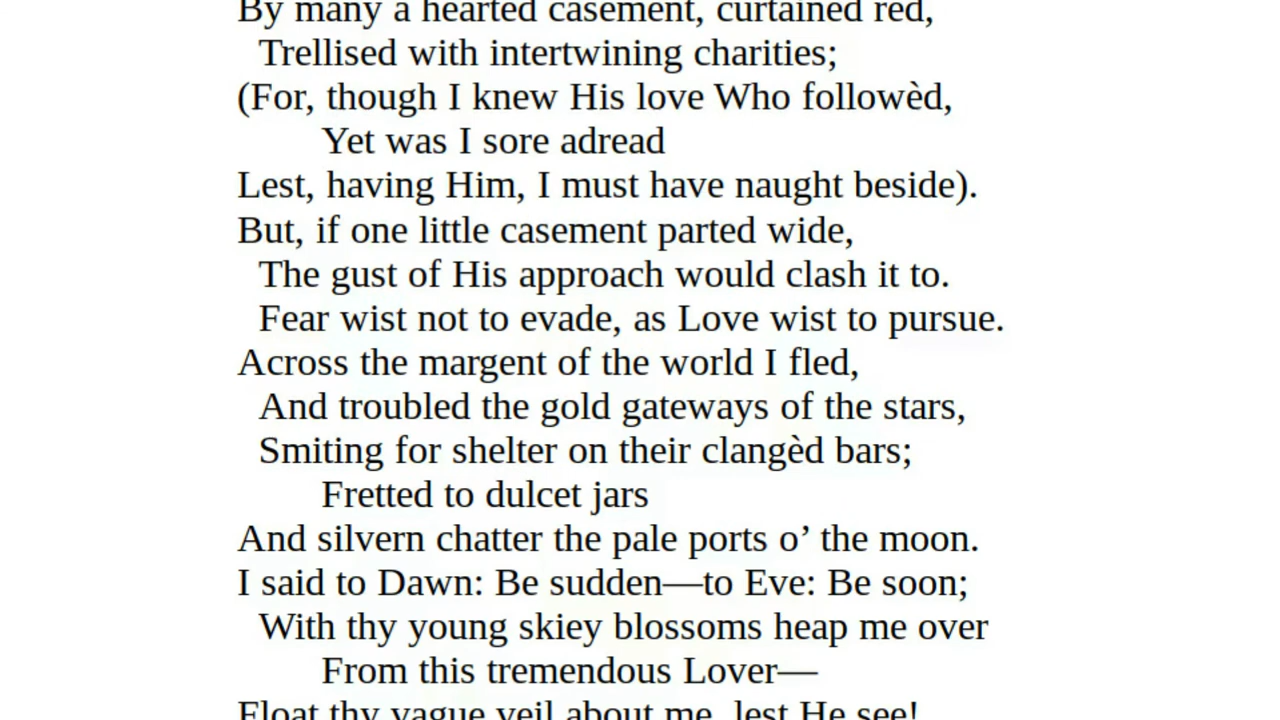 By many a hearted casement, curtained red,
Trellised with intertwining charities;
(For, though I knew His love Who followèd,
Yet was I sore adread
Lest, having Him, I must have naught beside).
But, if one little casement parted wide,
The gust of His approach would clash it to.
Fear wist not to evade, as Love wist to pursue.
Across the margent of the world I fled,
And troubled the gold gateways of the stars,
Smiting for shelter on their clangèd bars;
Fretted to dulcet jars
And silvern chatter the pale ports o’ the moon.
I said to Dawn: Be sudden—to Eve: Be soon;
With thy young skiey blossoms heap me over
From this tremendous Lover—
Float thy vague veil about me, lest He see!